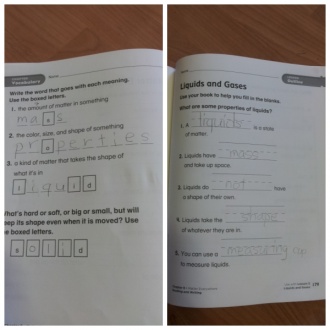 Vocabulary
Write the word that goes with each meaning.
Use the boxed letters.
1. the amount of matter in something
mass
2. the color, size, and shape of something
properties
3. a kind of matter that takes the shape of
what it's in
liquid
What's hard or soft, or big or small, but will
keep its shape even when it is moved? Use
the boxed letters.
solid
Outline
Liquids and Gases
Use your book to help you fill in the blanks.
What are some properties of liquids?
1. A liquid is a state
of matter.
2. Liquids have mass
and take up space.
3. Liquids do not have
a shape of their own.
4. Liquids take the shape
of whatever they are in.
5. You can use a measuring cup
to measure liquids.